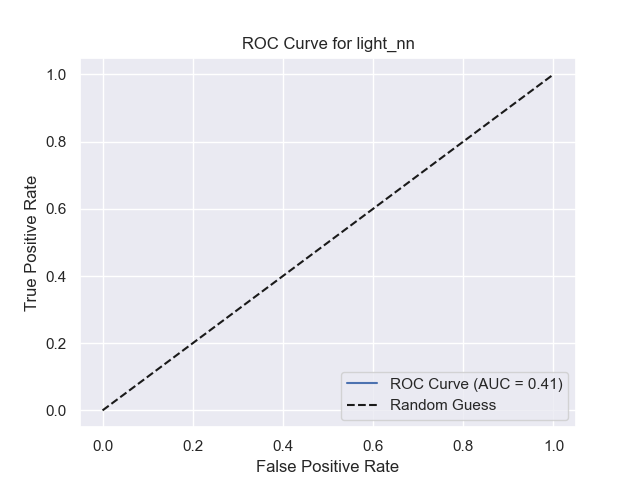 ROC Curve for light_nn
True Positive Rate
1.0
0.8
0.6
0.4
0.2
0.0
ROC Curve (AUC = 0.41)
Random Guess
0.0 0.2 0.4 0.6 0.8 1.0
False Positive Rate